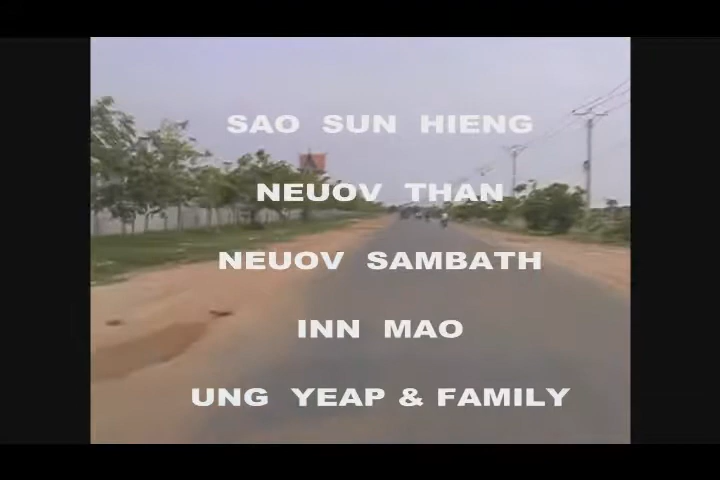 SAO SUN HIENG
NEUOV THAN
NEUOV SAMBATH
INN MAO
UNG YEAP & FAMILY